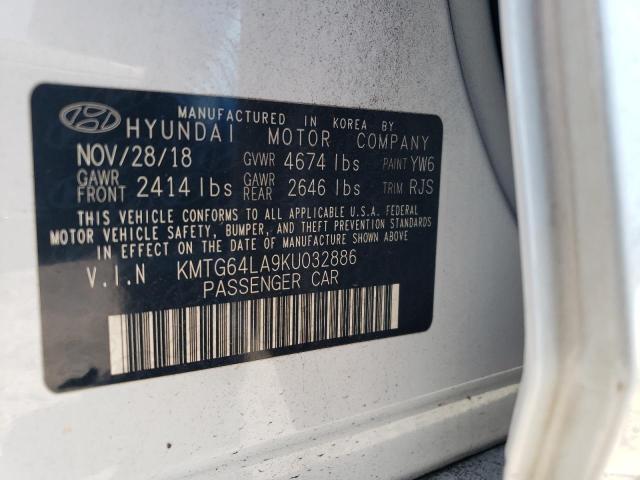 MANUFACTURED IN KOREA BY
HYUNDAI MOTOR COMPANY
NOV/28/18 GVWR 4674 lbs PAINT YW6
GAWR FRONT 2414 lbs GAWR REAR 2646 lbs TRIM RJS
THIS VEHICLE CONFORMS TO ALL APPLICABLE U.S.A. FEDERAL
MOTOR VEHICLE SAFETY, BUMPER, AND THEFT PREVENTION STANDARDS
IN EFFECT ON THE DATE OF MANUFACTURE SHOWN ABOVE.
V.I.N KMTG64LA9KU032886
PASSENGER CAR